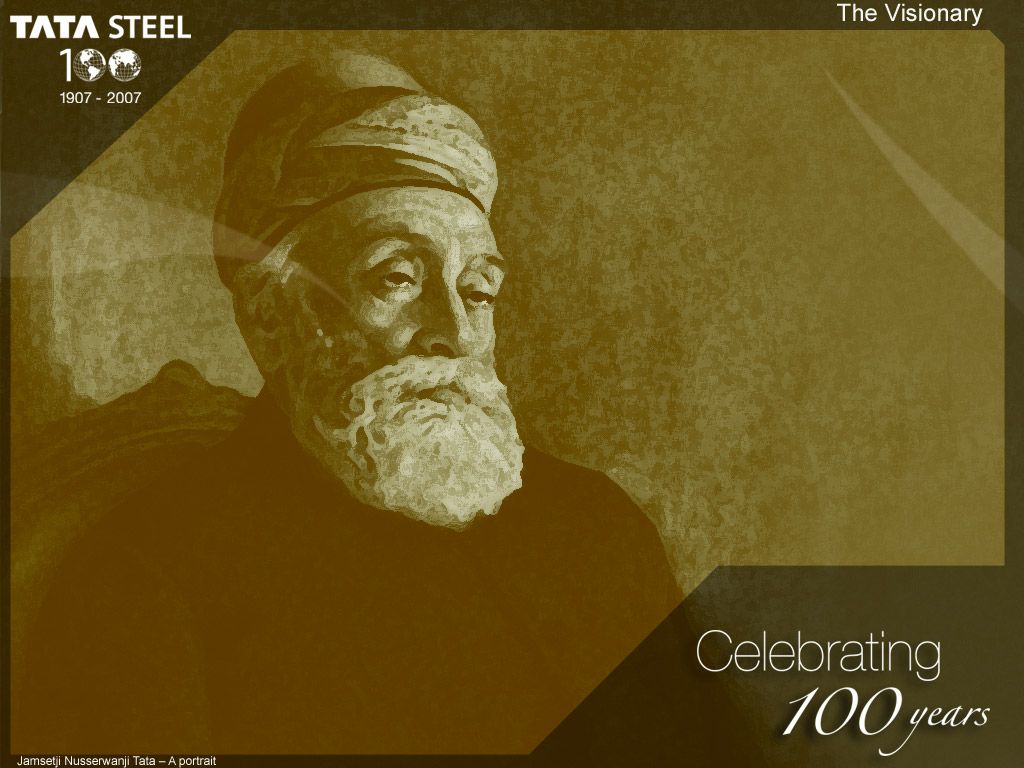 TATA STEEL
100
1907 - 2007
The Visionary
Celebrating
100 years
Jamsetji Nusserwanji Tata – A portrait